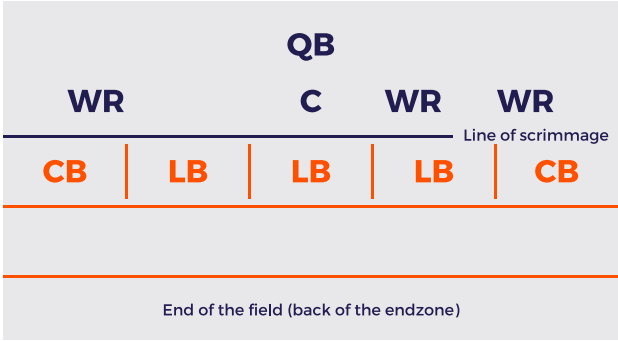 QB
WR C WR WR
Line of scrimmage
CB LB LB LB CB
End of the field (back of the endzone)